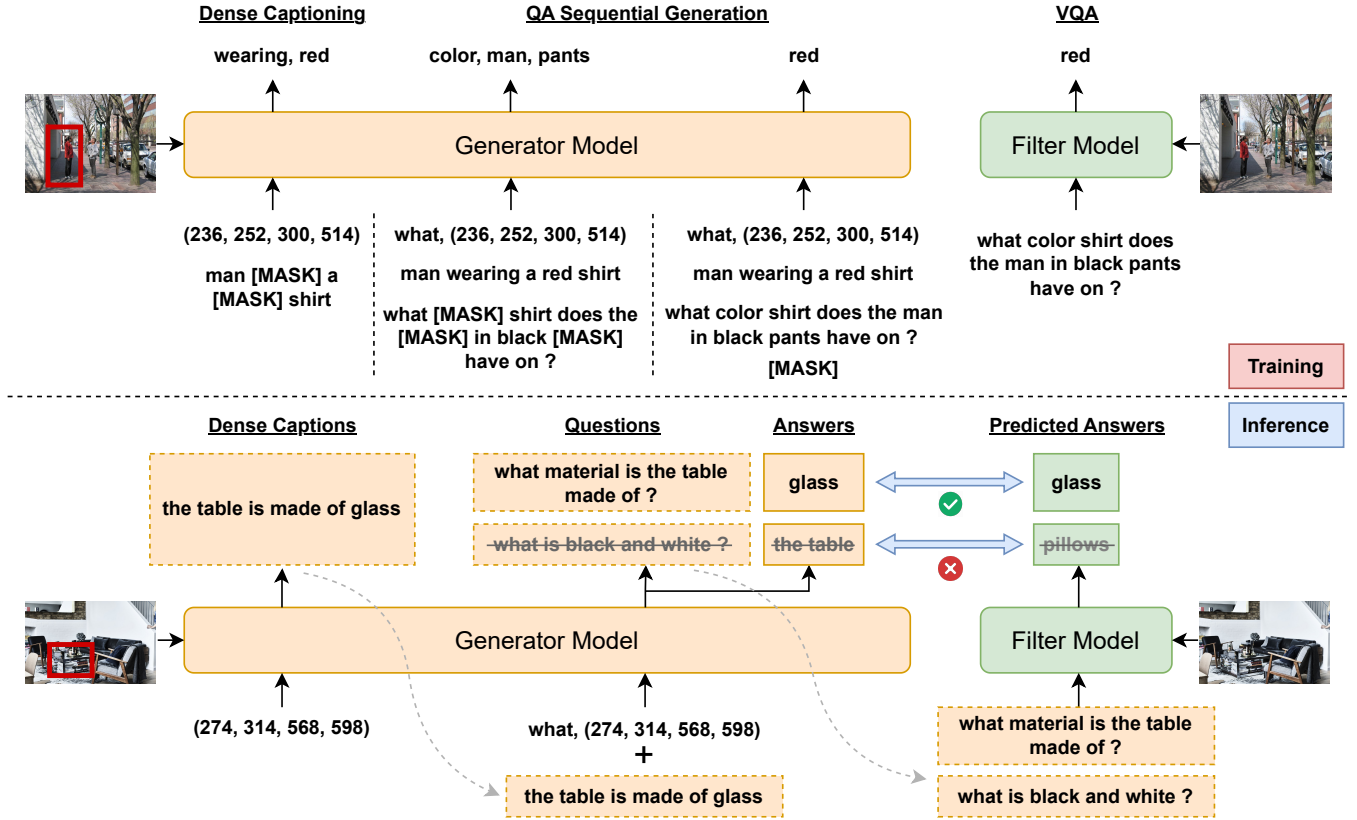 Dense Captioning
QA Sequential Generation
VQA
wearing, red
color, man, pants
red
red
Generator Model
Filter Model
(236, 252, 300, 514)
man [MASK] a
[MASK] shirt
what, (236, 252, 300, 514)
man wearing a red shirt
what [MASK] shirt does the
[MASK] in black [MASK]
have on ?
what, (236, 252, 300, 514)
man wearing a red shirt
what color shirt does the man
in black pants have on ?
[MASK]
what color shirt does
the man in black pants
have on ?
Training
Inference
Dense Captions
Questions
Answers
Predicted Answers
the table is made of glass
what material is the table
made of ?
glass
glass
what is black and white ?
the table
pillows
Generator Model
Filter Model
(274, 314, 568, 598)
what, (274, 314, 568, 598)
+
the table is made of glass
what material is the table
made of ?
what is black and white ?